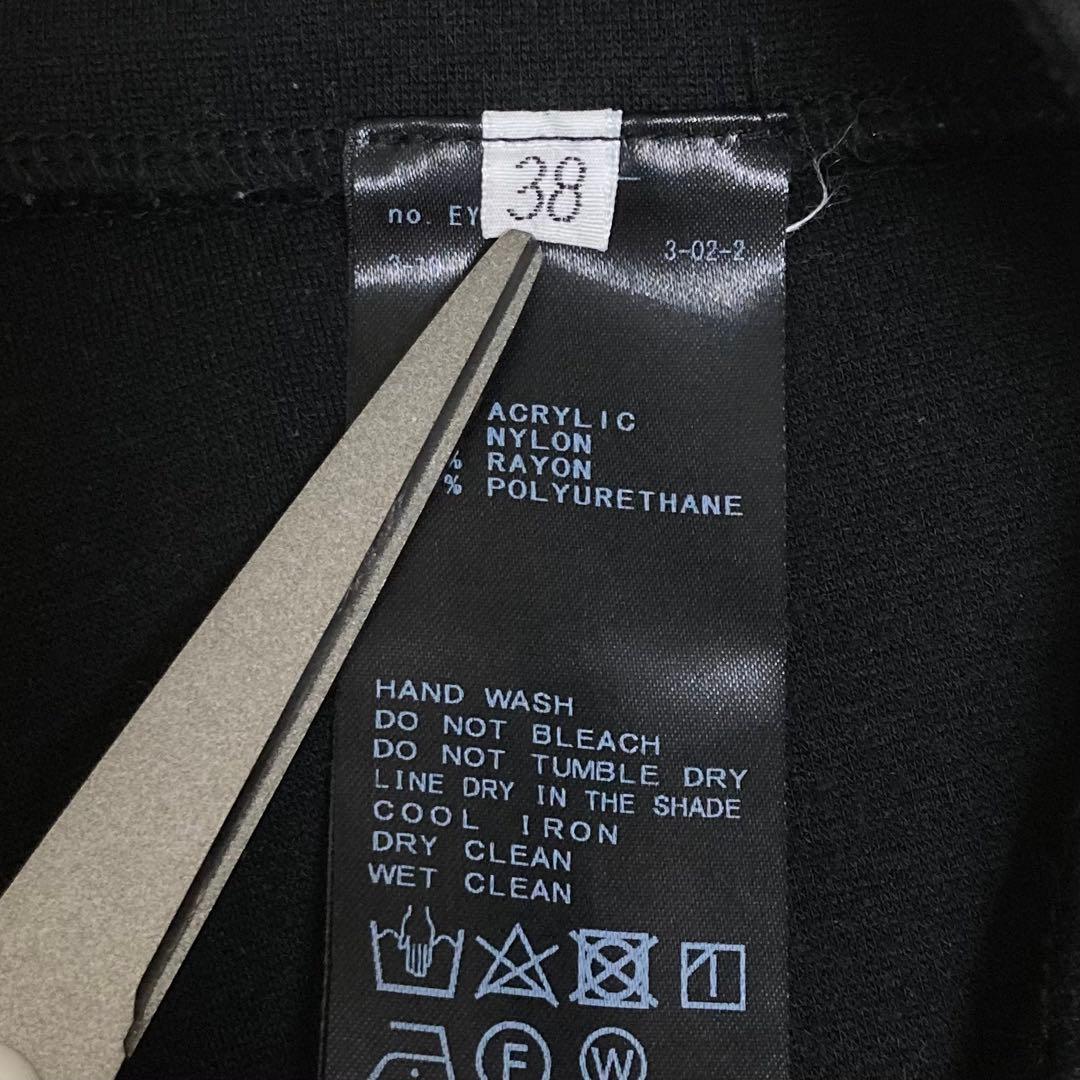 38
no. EY
3-02-2
ACRYLIC
NYLON
% RAYON
% POLYURETHANE
HAND WASH
DO NOT BLEACH
DO NOT TUMBLE DRY
LINE DRY IN THE SHADE
COOL IRON
DRY CLEAN
WET CLEAN
F W